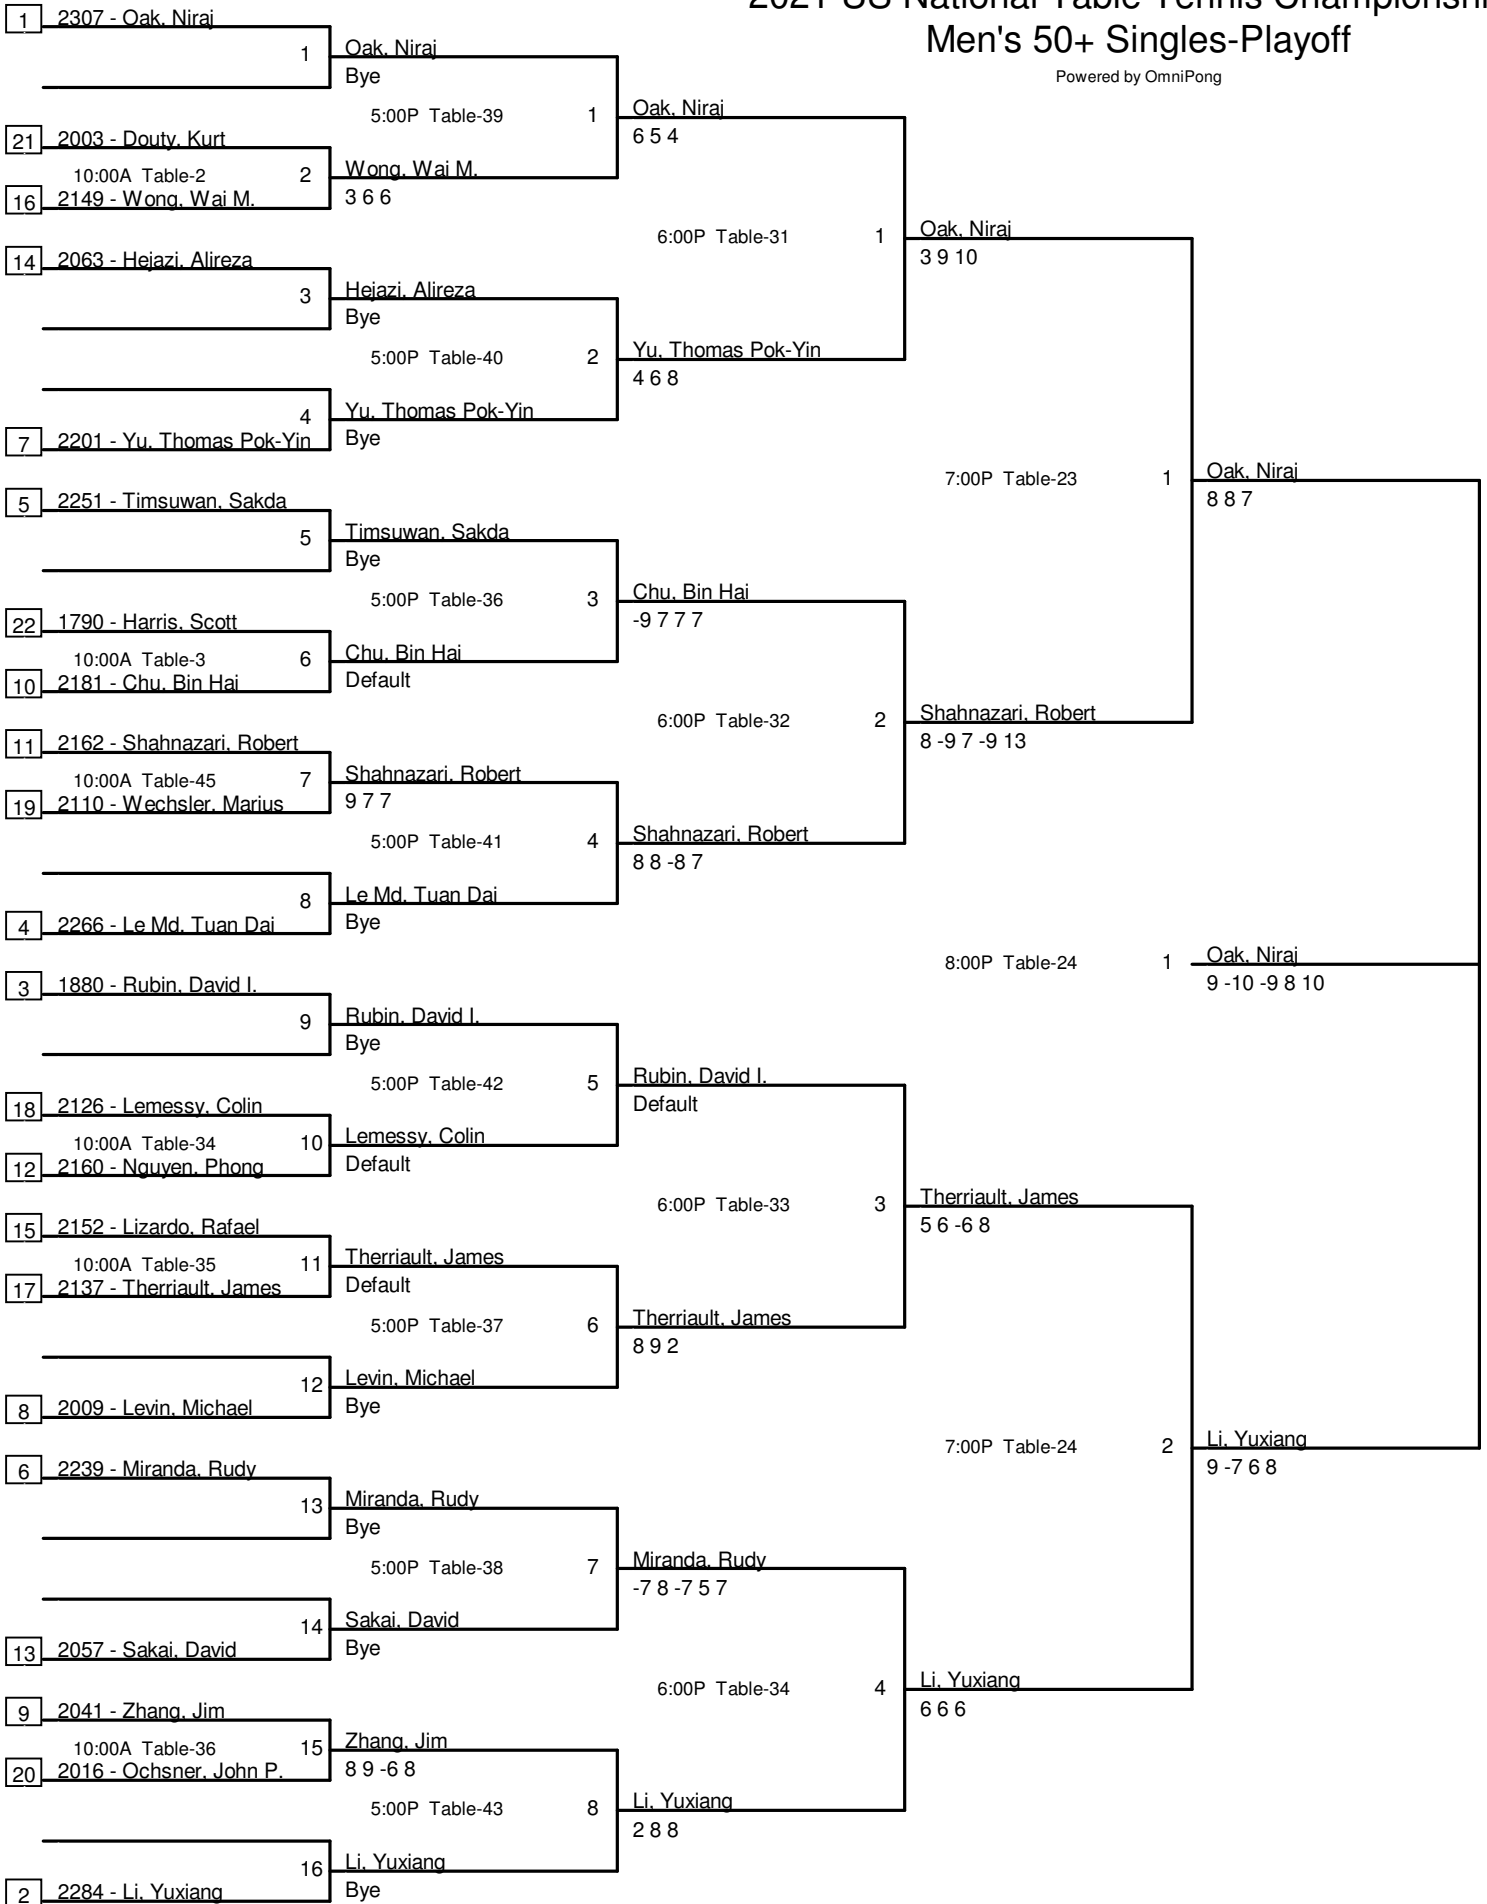 2021 US National Table Tennis Championshi
Men's 50+ Singles-Playoff
Powered by OmniPong
1 2307 - Oak, Niraj
1 Oak, Niraj
Bye
5:00P Table-39 1 Oak, Niraj
6 5 4
21 2003 - Douty, Kurt
10:00A Table-2 2 Wong, Wai M.
3 6 6
16 2149 - Wong, Wai M.
6:00P Table-31 1 Oak, Niraj
3 9 10
14 2063 - Hejazi, Alireza
3 Hejazi, Alireza
Bye
5:00P Table-40 2 Yu, Thomas Pok-Yin
4 6 8
4 Yu, Thomas Pok-Yin
Bye
7 2201 - Yu, Thomas Pok-Yin
7:00P Table-23 1 Oak, Niraj
8 8 7
5 2251 - Timsuwan, Sakda
5 Timsuwan, Sakda
Bye
5:00P Table-36 3 Chu, Bin Hai
-9 7 7 7
22 1790 - Harris, Scott
10:00A Table-3 6 Chu, Bin Hai
Default
10 2181 - Chu, Bin Hai
6:00P Table-32 2 Shahnazari, Robert
8 -9 7 -9 13
11 2162 - Shahnazari, Robert
10:00A Table-45 7 Shahnazari, Robert
9 7 7
19 2110 - Wechsler, Marius
5:00P Table-41 4 Shahnazari, Robert
8 8 -8 7
8 Le Md, Tuan Dai
Bye
4 2266 - Le Md, Tuan Dai
8:00P Table-24 1 Oak, Niraj
9 -10 -9 8 10
3 1880 - Rubin, David I.
9 Rubin, David I.
Bye
5:00P Table-42 5 Rubin, David I.
Default
18 2126 - Lemessy, Colin
10:00A Table-34 10 Lemessy, Colin
Default
12 2160 - Nguyen, Phong
6:00P Table-33 3 Therriault, James
5 6 -6 8
15 2152 - Lizardo, Rafael
10:00A Table-35 11 Therriault, James
Default
17 2137 - Therriault, James
5:00P Table-37 6 Therriault, James
8 9 2
12 Levin, Michael
Bye
8 2009 - Levin, Michael
7:00P Table-24 2 Li, Yuxiang
9 -7 6 8
6 2239 - Miranda, Rudy
13 Miranda, Rudy
Bye
5:00P Table-38 7 Miranda, Rudy
-7 8 -7 5 7
14 Sakai, David
Bye
13 2057 - Sakai, David
6:00P Table-34 4 Li, Yuxiang
6 6 6
9 2041 - Zhang, Jim
10:00A Table-36 15 Zhang, Jim
8 9 -6 8
20 2016 - Ochsner, John P.
5:00P Table-43 8 Li, Yuxiang
2 8 8
16 Li, Yuxiang
Bye
2 2284 - Li, Yuxiang